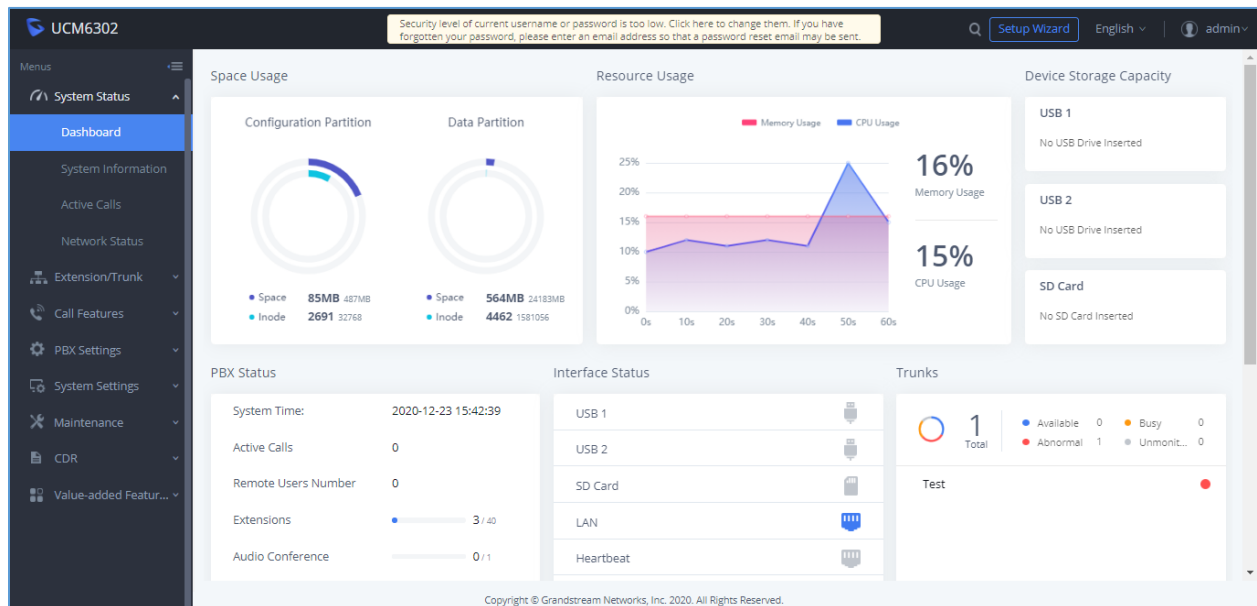 UCM6302
Security level of current username or password is too low. Click here to change them. If you have
forgotten your password, please enter an email address so that a password reset email may be sent.
Setup Wizard
English
admin
Menus
System Status
Dashboard
System Information
Active Calls
Network Status
Extension/Trunk
Call Features
PBX Settings
System Settings
Maintenance
CDR
Value-added Featur...
Space Usage
Configuration Partition
Data Partition
Space 85MB 487MB
Inode 2691 32768
Space 564MB 24183MB
Inode 4462 1581056
Resource Usage
Memory Usage CPU Usage
25%
20%
15%
10%
5%
0%
0s 10s 20s 30s 40s 50s 60s
16%
Memory Usage
15%
CPU Usage
Device Storage Capacity
USB 1
No USB Drive Inserted
USB 2
No USB Drive Inserted
SD Card
No SD Card Inserted
PBX Status
System Time: 2020-12-23 15:42:39
Active Calls 0
Remote Users Number 0
Extensions 3 / 40
Audio Conference 0 / 1
Interface Status
USB 1
USB 2
SD Card
LAN
Heartbeat
Trunks
1
Total
Available 0 Busy 0
Abnormal 1 Unmonit... 0
Test
Copyright © Grandstream Networks, Inc. 2020. All Rights Reserved.